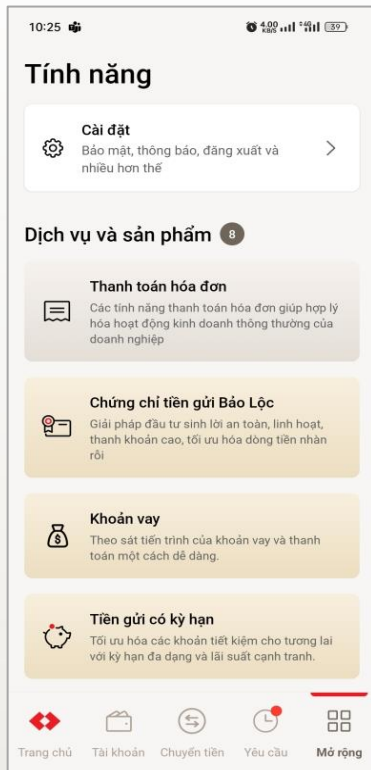 10:25
4.00 KB/S 4G 39
Tính năng
Cài đặt
Bảo mật, thông báo, đăng xuất và
nhiều hơn thế
Dịch vụ và sản phẩm 8
Thanh toán hóa đơn
Các tính năng thanh toán hóa đơn giúp hợp lý
hóa hoạt động kinh doanh thông thường của
doanh nghiệp
Chứng chỉ tiền gửi Bảo Lộc
Giải pháp đầu tư sinh lời an toàn, linh hoạt,
thanh khoản cao, tối ưu hóa dòng tiền nhàn
rỗi
Khoản vay
Theo sát tiến trình của khoản vay và thanh
toán một cách dễ dàng.
Tiền gửi có kỳ hạn
Tối ưu hóa các khoản tiết kiệm cho tương lai
với kỳ hạn đa dạng và lãi suất cạnh tranh.
Trang chủ Tài khoản Chuyển tiền Yêu cầu Mở rộng